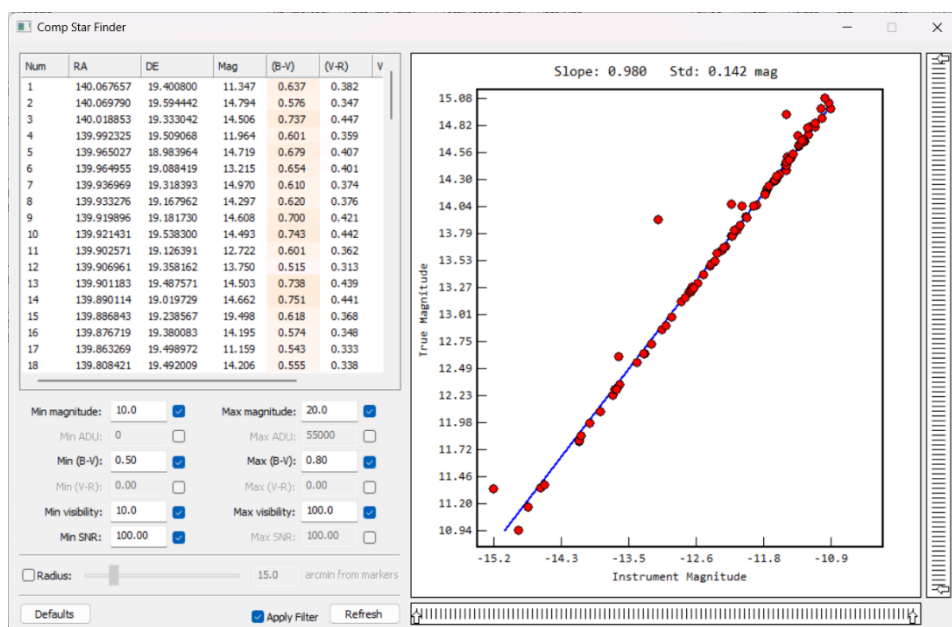 Comp Star Finder
Num RA DE Mag (B-V) (V-R) V
1 140.067657 19.400800 11.347 0.637 0.382
2 140.069790 19.594442 14.794 0.576 0.347
3 140.018853 19.333042 14.506 0.737 0.447
4 139.992325 19.509068 11.964 0.601 0.359
5 139.965027 18.983964 14.719 0.679 0.407
6 139.964955 19.088419 13.215 0.654 0.401
7 139.936969 19.318393 14.970 0.610 0.374
8 139.933276 19.167962 14.297 0.620 0.376
9 139.919896 19.181730 14.608 0.700 0.421
10 139.921431 19.538300 14.493 0.743 0.442
11 139.902571 19.126391 12.722 0.601 0.362
12 139.906961 19.358162 13.750 0.515 0.313
13 139.901183 19.487571 14.503 0.738 0.439
14 139.890114 19.019729 14.662 0.751 0.441
15 139.886843 19.238567 19.498 0.618 0.368
16 139.876719 19.380083 14.195 0.574 0.348
17 139.863269 19.498972 11.159 0.543 0.333
18 139.808421 19.492009 14.206 0.555 0.338
Min magnitude: 10.0 Max magnitude: 20.0
Min ADU: 0 Max ADU: 55000
Min (B-V): 0.50 Max (B-V): 0.80
Min (V-R): 0.00 Max (V-R): 0.00
Min visibility: 10.0 Max visibility: 100.0
Min SNR: 100.00 Max SNR: 100.00
Radius: 15.0 arcmin from markers
Defaults Apply Filter Refresh
Slope: 0.980 Std: 0.142 mag
True Magnitude
15.08
14.82
14.56
14.30
14.04
13.79
13.53
13.27
13.01
12.75
12.49
12.23
11.98
11.72
11.46
11.20
10.94
-15.2 -14.3 -13.5 -12.6 -11.8 -10.9
Instrument Magnitude